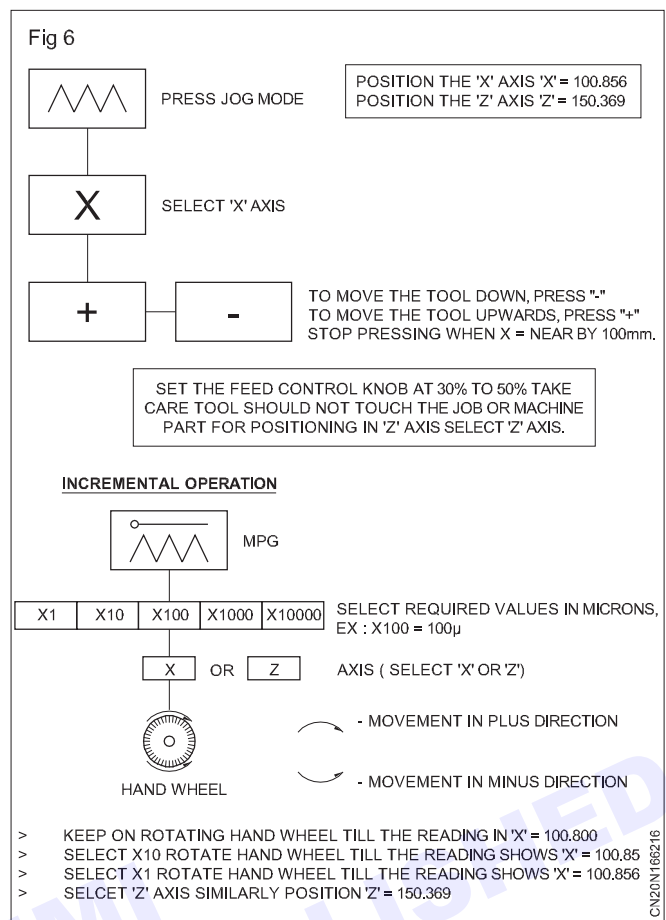 Fig 6
PRESS JOG MODE
POSITION THE 'X' AXIS 'X' = 100.856
POSITION THE 'Z' AXIS 'Z' = 150.369
X
SELECT 'X' AXIS
+
-
TO MOVE THE TOOL DOWN, PRESS "-"
TO MOVE THE TOOL UPWARDS, PRESS "+"
STOP PRESSING WHEN X = NEAR BY 100mm.
SET THE FEED CONTROL KNOB AT 30% TO 50% TAKE
CARE TOOL SHOULD NOT TOUCH THE JOB OR MACHINE
PART FOR POSITIONING IN 'Z' AXIS SELECT 'Z' AXIS.
INCREMENTAL OPERATION
MPG
X1 X10 X100 X1000 X10000
SELECT REQUIRED VALUES IN MICRONS,
EX : X100 = 100µ
X OR Z AXIS ( SELECT 'X' OR 'Z')
- MOVEMENT IN PLUS DIRECTION
- MOVEMENT IN MINUS DIRECTION
HAND WHEEL
> KEEP ON ROTATING HAND WHEEL TILL THE READING IN 'X' = 100.800
> SELECT X10 ROTATE HAND WHEEL TILL THE READING SHOWS 'X' = 100.85
> SELECT X1 ROTATE HAND WHEEL TILL THE READING SHOWS 'X' = 100.856
> SELCET 'Z' AXIS SIMILARLY POSITION 'Z' = 150.369
CN20N166216